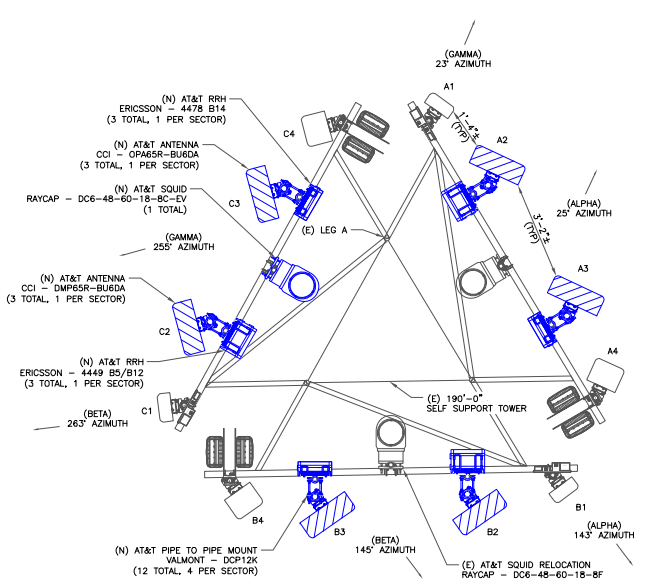 (GAMMA)
23° AZIMUTH
A1
(N) AT&T RRH
ERICSSON - 4478 B14
(3 TOTAL, 1 PER SECTOR)
C4
1'-4"±
(TYP)
A2
(N) AT&T ANTENNA
CCI - OPA65R-BU6DA
(3 TOTAL, 1 PER SECTOR)
C3
(N) AT&T SQUID
RAYCAP - DC6-48-60-18-8C-EV
(1 TOTAL)
(ALPHA)
25° AZIMUTH
3'-2"±
(TYP)
(E) LEG A
(GAMMA)
255° AZIMUTH
A3
(N) AT&T ANTENNA
CCI - DMP65R-BU6DA
(3 TOTAL, 1 PER SECTOR)
C2
A4
(N) AT&T RRH
ERICSSON - 4449 B5/B12
(3 TOTAL, 1 PER SECTOR)
(E) 190'-0"
SELF SUPPORT TOWER
C1
(BETA)
263° AZIMUTH
B4
B3
B2
B1
(ALPHA)
143° AZIMUTH
(BETA)
145° AZIMUTH
(N) AT&T PIPE TO PIPE MOUNT
VALMONT - DCP12K
(12 TOTAL, 4 PER SECTOR)
(E) AT&T SQUID RELOCATION
RAYCAP - DC6-48-60-18-8F